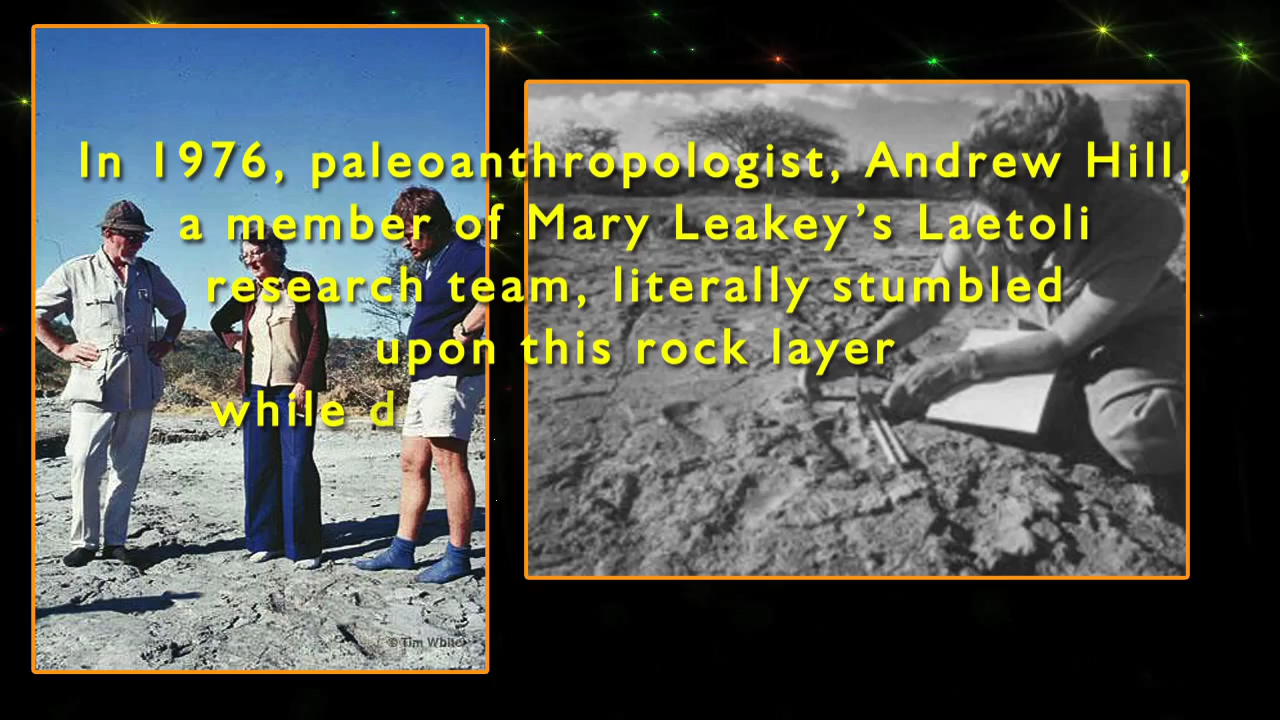 In 1976, paleoanthropologist, Andrew Hill,
a member of Mary Leakey's Laetoli
research team, literally stumbled
upon this rock layer
while d
© Tim White